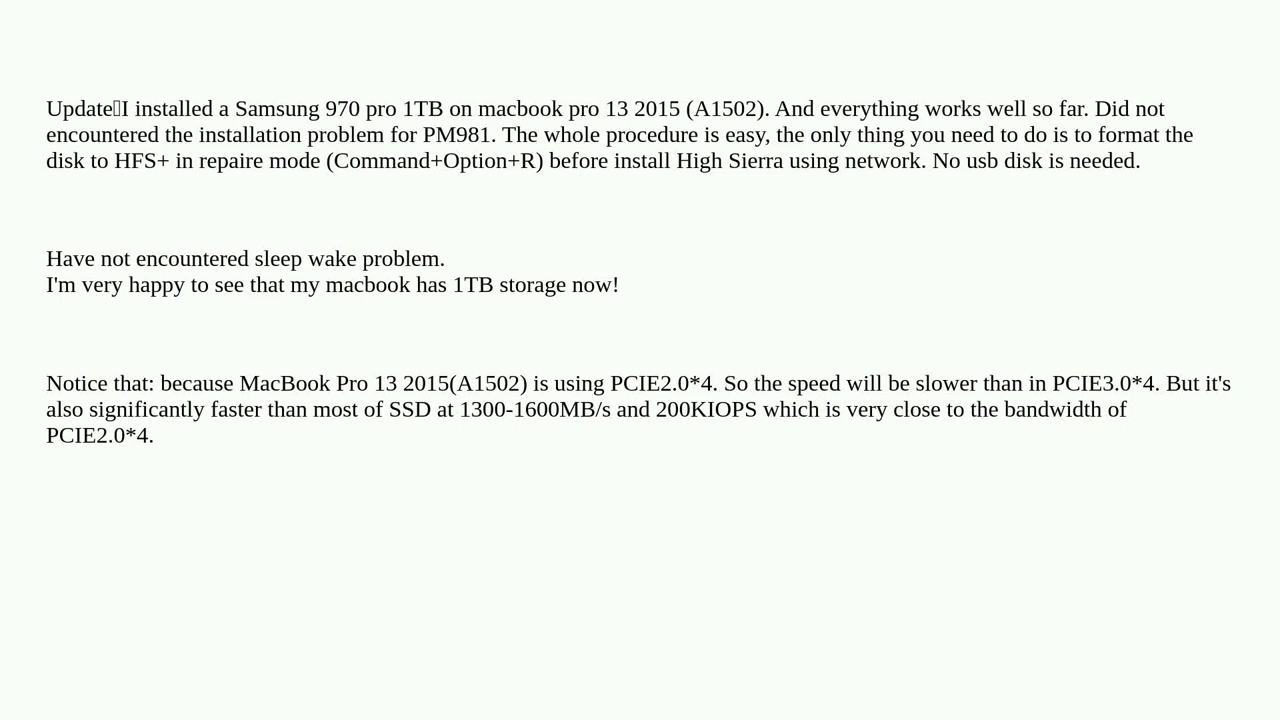 Update▯I installed a Samsung 970 pro 1TB on macbook pro 13 2015 (A1502). And everything works well so far. Did not
encountered the installation problem for PM981. The whole procedure is easy, the only thing you need to do is to format the
disk to HFS+ in repaire mode (Command+Option+R) before install High Sierra using network. No usb disk is needed.
Have not encountered sleep wake problem.
I'm very happy to see that my macbook has 1TB storage now!
Notice that: because MacBook Pro 13 2015(A1502) is using PCIE2.0*4. So the speed will be slower than in PCIE3.0*4. But it's
also significantly faster than most of SSD at 1300-1600MB/s and 200KIOPS which is very close to the bandwidth of
PCIE2.0*4.